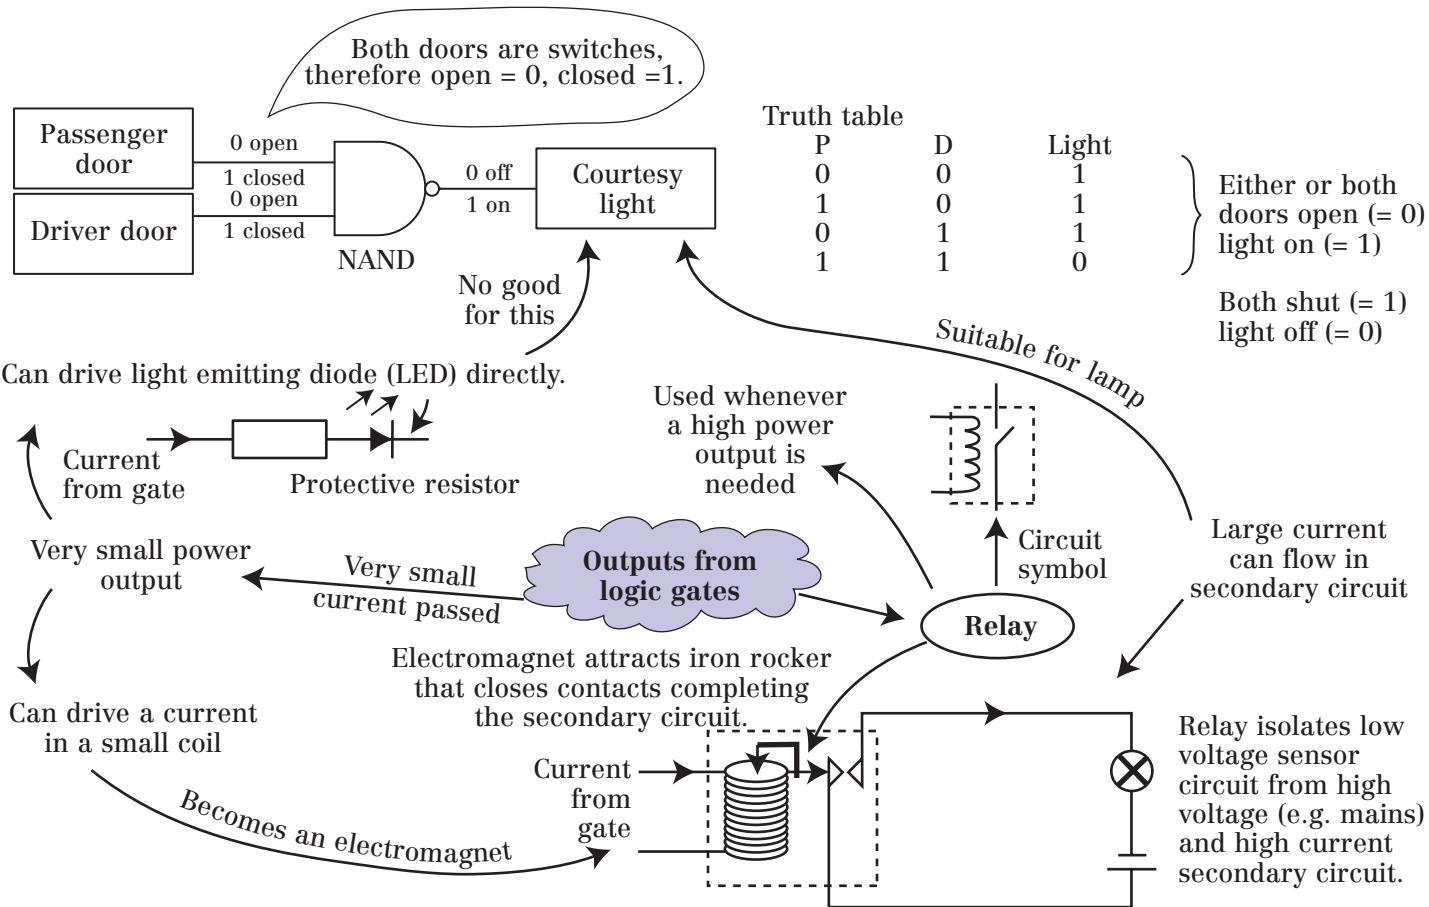 Both doors are switches,
therefore open = 0, closed =1.
Passenger
door
0 open
1 closed
0 open
1 closed
Driver door
NAND
0 off
1 on
Courtesy
light
Truth table
P D Light
0 0 1
1 0 1
0 1 1
1 1 0
Either or both
doors open (= 0)
light on (= 1)
Both shut (= 1)
light off (= 0)
No good
for this
Suitable for lamp
Can drive light emitting diode (LED) directly.
Current
from gate
Protective resistor
Used whenever
a high power
output is
needed
Circuit
symbol
Large current
can flow in
secondary circuit
Very small power
output
Very small
current passed
Outputs from
logic gates
Relay
Electromagnet attracts iron rocker
that closes contacts completing
the secondary circuit.
Can drive a current
in a small coil
Becomes an electromagnet
Current
from
gate
Relay isolates low
voltage sensor
circuit from high
voltage (e.g. mains)
and high current
secondary circuit.